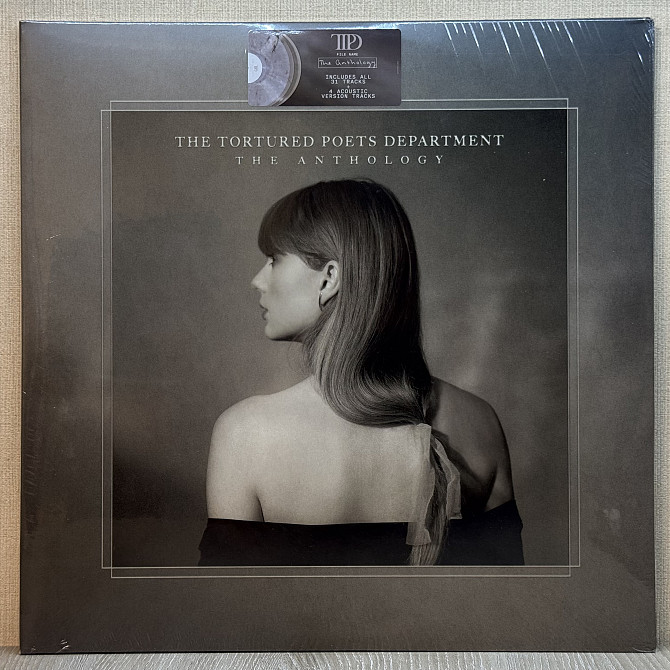 TTPD
FILE NAME
The Anthology
INCLUDES ALL
31 TRACKS
+
4 ACOUSTIC
VERSION TRACKS
THE TORTURED POETS DEPARTMENT
THE ANTHOLOGY